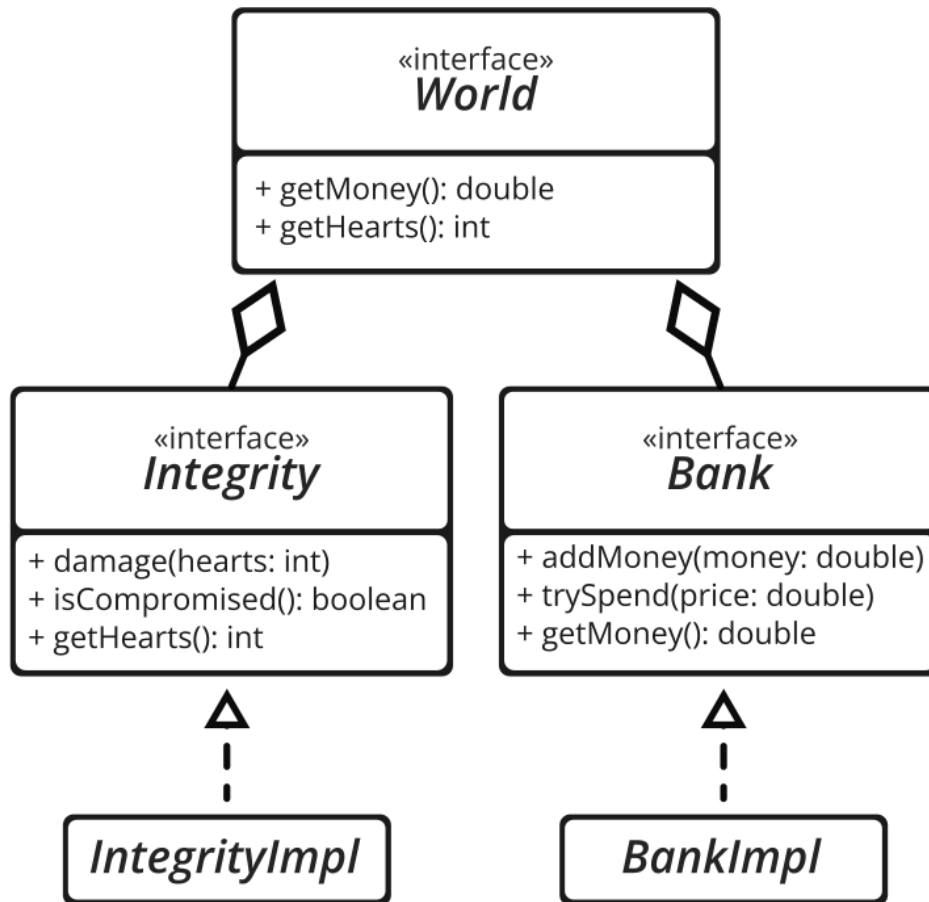 «interface»
World
+ getMoney(): double
+ getHearts(): int
«interface»
Integrity
+ damage(hearts: int)
+ isCompromised(): boolean
+ getHearts(): int
«interface»
Bank
+ addMoney(money: double)
+ trySpend(price: double)
+ getMoney(): double
IntegrityImpl
BankImpl